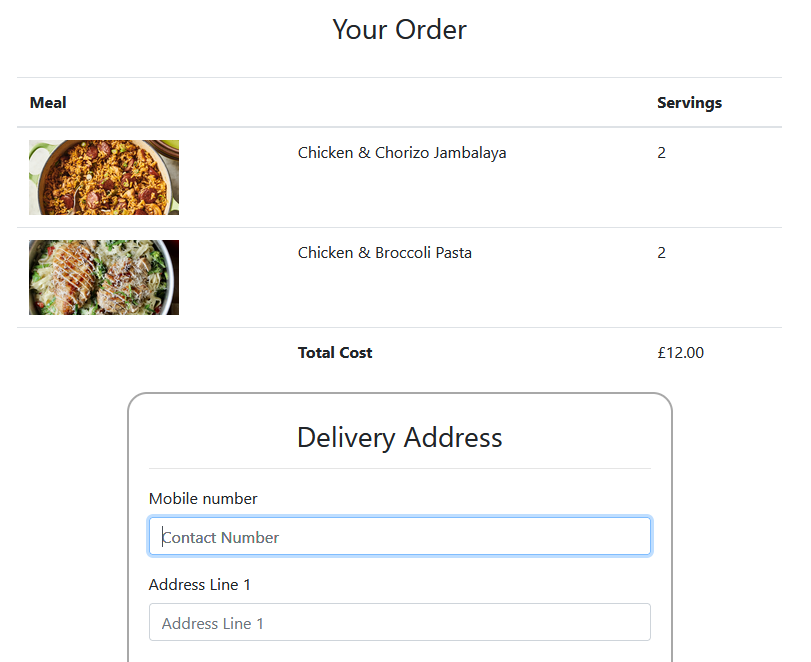 Your Order
Meal Servings
Chicken & Chorizo Jambalaya 2
Chicken & Broccoli Pasta 2
Total Cost £12.00
Delivery Address
Mobile number
Contact Number
Address Line 1
Address Line 1